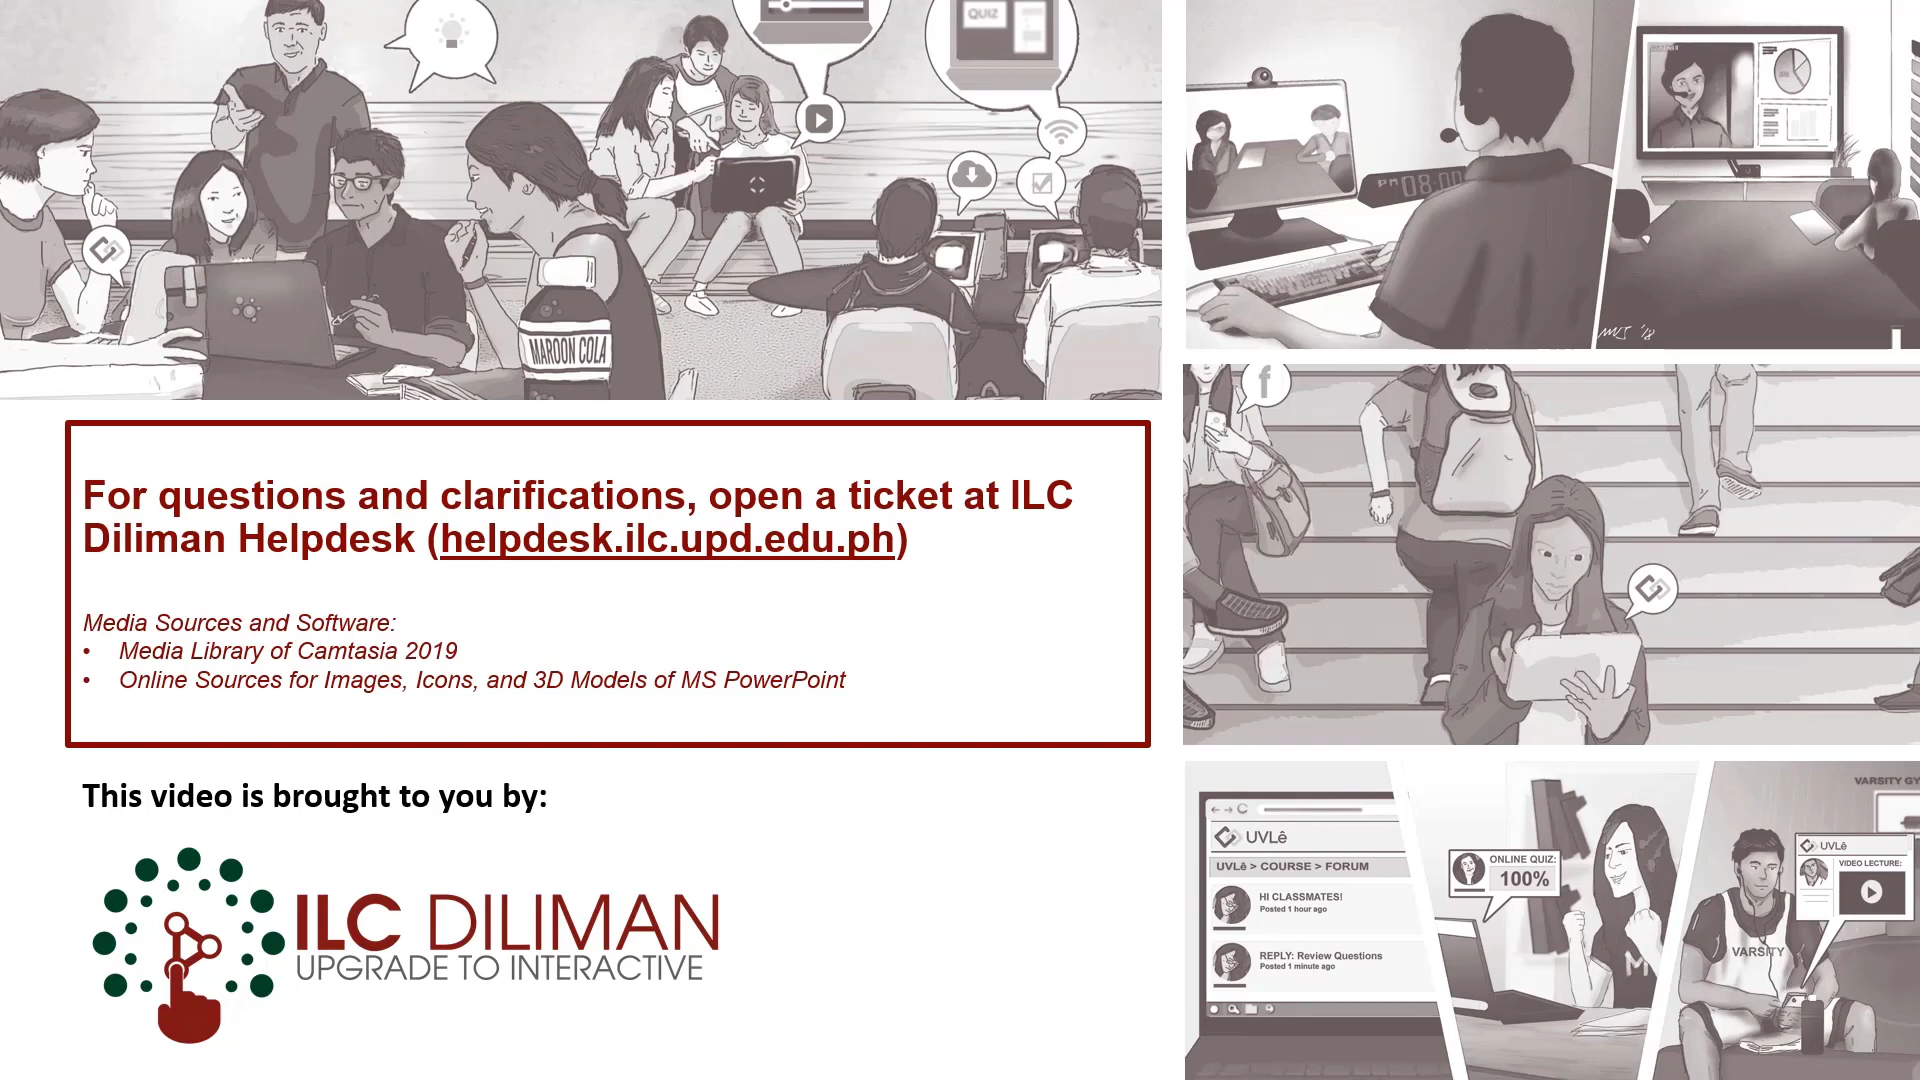 QUIZ
MAROON COLA
PM 08:00
MVJ '18
f
For questions and clarifications, open a ticket at ILC
Diliman Helpdesk (helpdesk.ilc.upd.edu.ph)
Media Sources and Software:
• Media Library of Camtasia 2019
• Online Sources for Images, Icons, and 3D Models of MS PowerPoint
This video is brought to you by:
ILC DILIMAN
UPGRADE TO INTERACTIVE
UVLê
UVLê > COURSE > FORUM
HI CLASSMATES!
Posted 1 hour ago
REPLY: Review Questions
Posted 1 minute ago
ONLINE QUIZ:
100%
M
VARSITY GY
UVLê
VIDEO LECTURE:
VARSITY